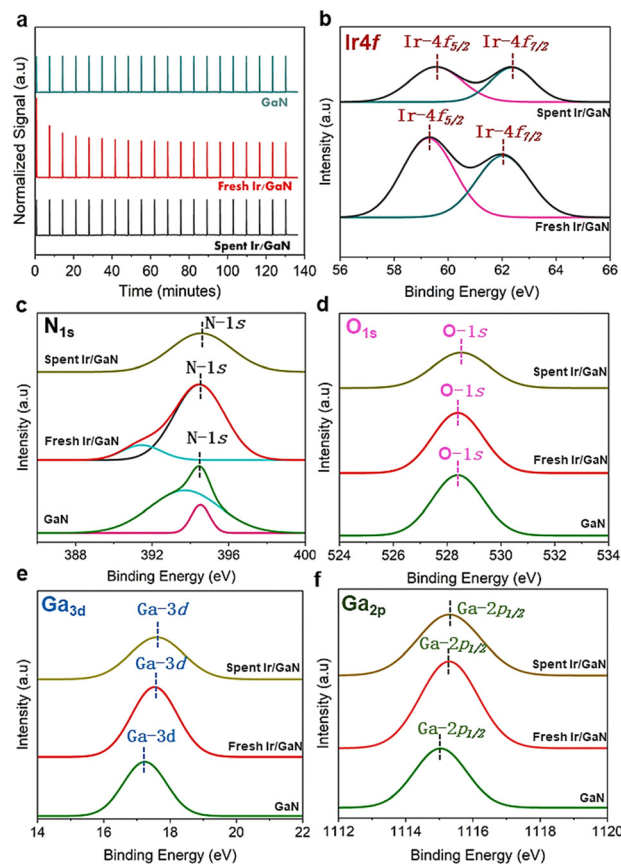 a
Normalized Signal (a.u)
GaN
Fresh Ir/GaN
Spent Ir/GaN
0 10 20 30 40 50 60 70 80 90 100 110 120 130 140
Time (minutes)
b
Ir4f
Intensity (a.u)
Ir-4f5/2 Ir-4f7/2
Spent Ir/GaN
Ir-4f5/2 Ir-4f7/2
Fresh Ir/GaN
56 58 60 62 64 66
Binding Energy (eV)
c
N1s
Intensity (a.u)
N-1s
Spent Ir/GaN
N-1s
Fresh Ir/GaN
N-1s
GaN
388 392 396 400
Binding Energy (eV)
d
O1s
Intensity (a.u)
O-1s
Spent Ir/GaN
O-1s
Fresh Ir/GaN
O-1s
GaN
524 526 528 530 532 534
Binding Energy (eV)
e
Ga3d
Intensity (a.u)
Ga-3d
Spent Ir/GaN
Ga-3d
Fresh Ir/GaN
Ga-3d
GaN
14 16 18 20 22
Binding Energy (eV)
f
Ga2p
Intensity (a.u)
Ga-2p1/2
Spent Ir/GaN
Ga-2p1/2
Fresh Ir/GaN
Ga-2p1/2
GaN
1112 1114 1116 1118 1120
Binding Energy (eV)